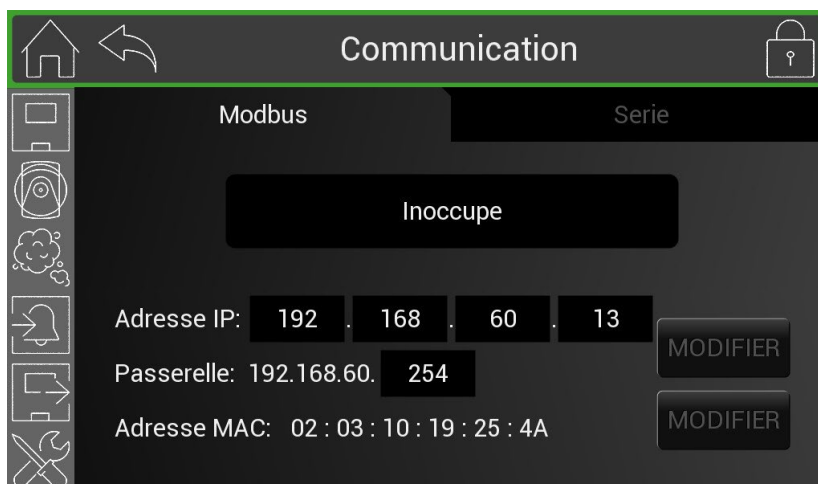 Communication
Modbus
Serie
Inoccupe
Adresse IP: 192 . 168 . 60 . 13
MODIFIER
Passerelle: 192.168.60. 254
Adresse MAC: 02 : 03 : 10 : 19 : 25 : 4A
MODIFIER